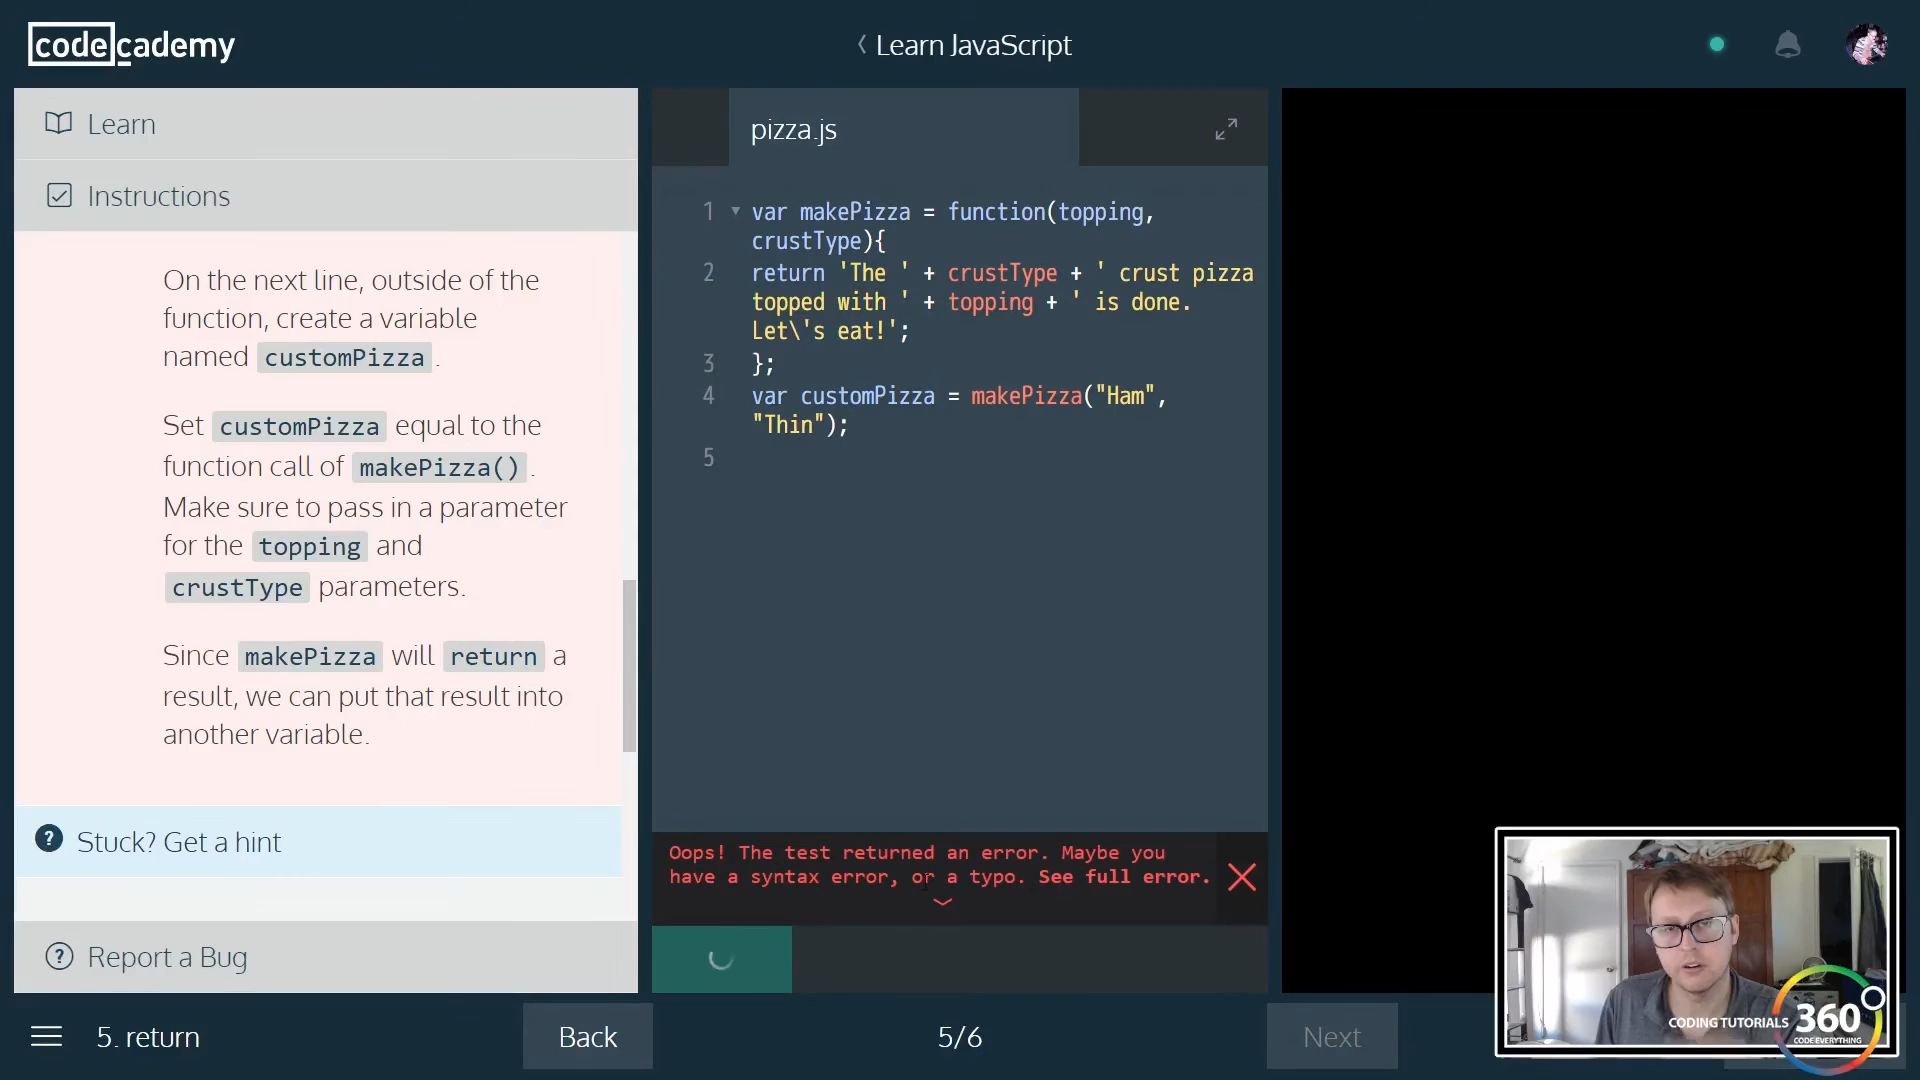 codecademy
Learn JavaScript
Learn
Instructions
On the next line, outside of the
function, create a variable
named customPizza.
Set customPizza equal to the
function call of makePizza().
Make sure to pass in a parameter
for the topping and
crustType parameters.
Since makePizza will return a
result, we can put that result into
another variable.
Stuck? Get a hint
Report a Bug
pizza.js
1 var makePizza = function(topping,
crustType){
2 return 'The ' + crustType + ' crust pizza
topped with ' + topping + ' is done.
Let\'s eat!';
3 };
4 var customPizza = makePizza("Ham",
"Thin");
5
Oops! The test returned an error. Maybe you
have a syntax error, or a typo. See full error.
5. return
Back
5/6
Next
CODING TUTORIALS 360
CODE EVERYTHING